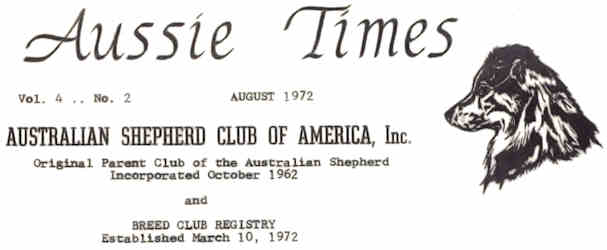 Aussie Times
Vol. 4 .. No. 2 AUGUST 1972
AUSTRALIAN SHEPHERD CLUB OF AMERICA, Inc.
Original Parent Club of the Australian Shepherd
Incorporated October 1962
and
BREED CLUB REGISTRY
Established March 10, 1972